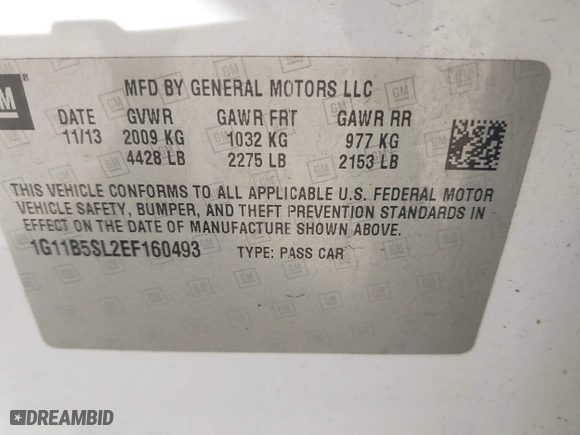 GM ®
MFD BY GENERAL MOTORS LLC
DATE GVWR GAWR FRT GAWR RR
11/13 2009 KG 1032 KG 977 KG
4428 LB 2275 LB 2153 LB
THIS VEHICLE CONFORMS TO ALL APPLICABLE U.S. FEDERAL MOTOR
VEHICLE SAFETY, BUMPER, AND THEFT PREVENTION STANDARDS IN
EFFECT ON THE DATE OF MANUFACTURE SHOWN ABOVE.
1G11B5SL2EF160493 TYPE: PASS CAR
DREAMBID